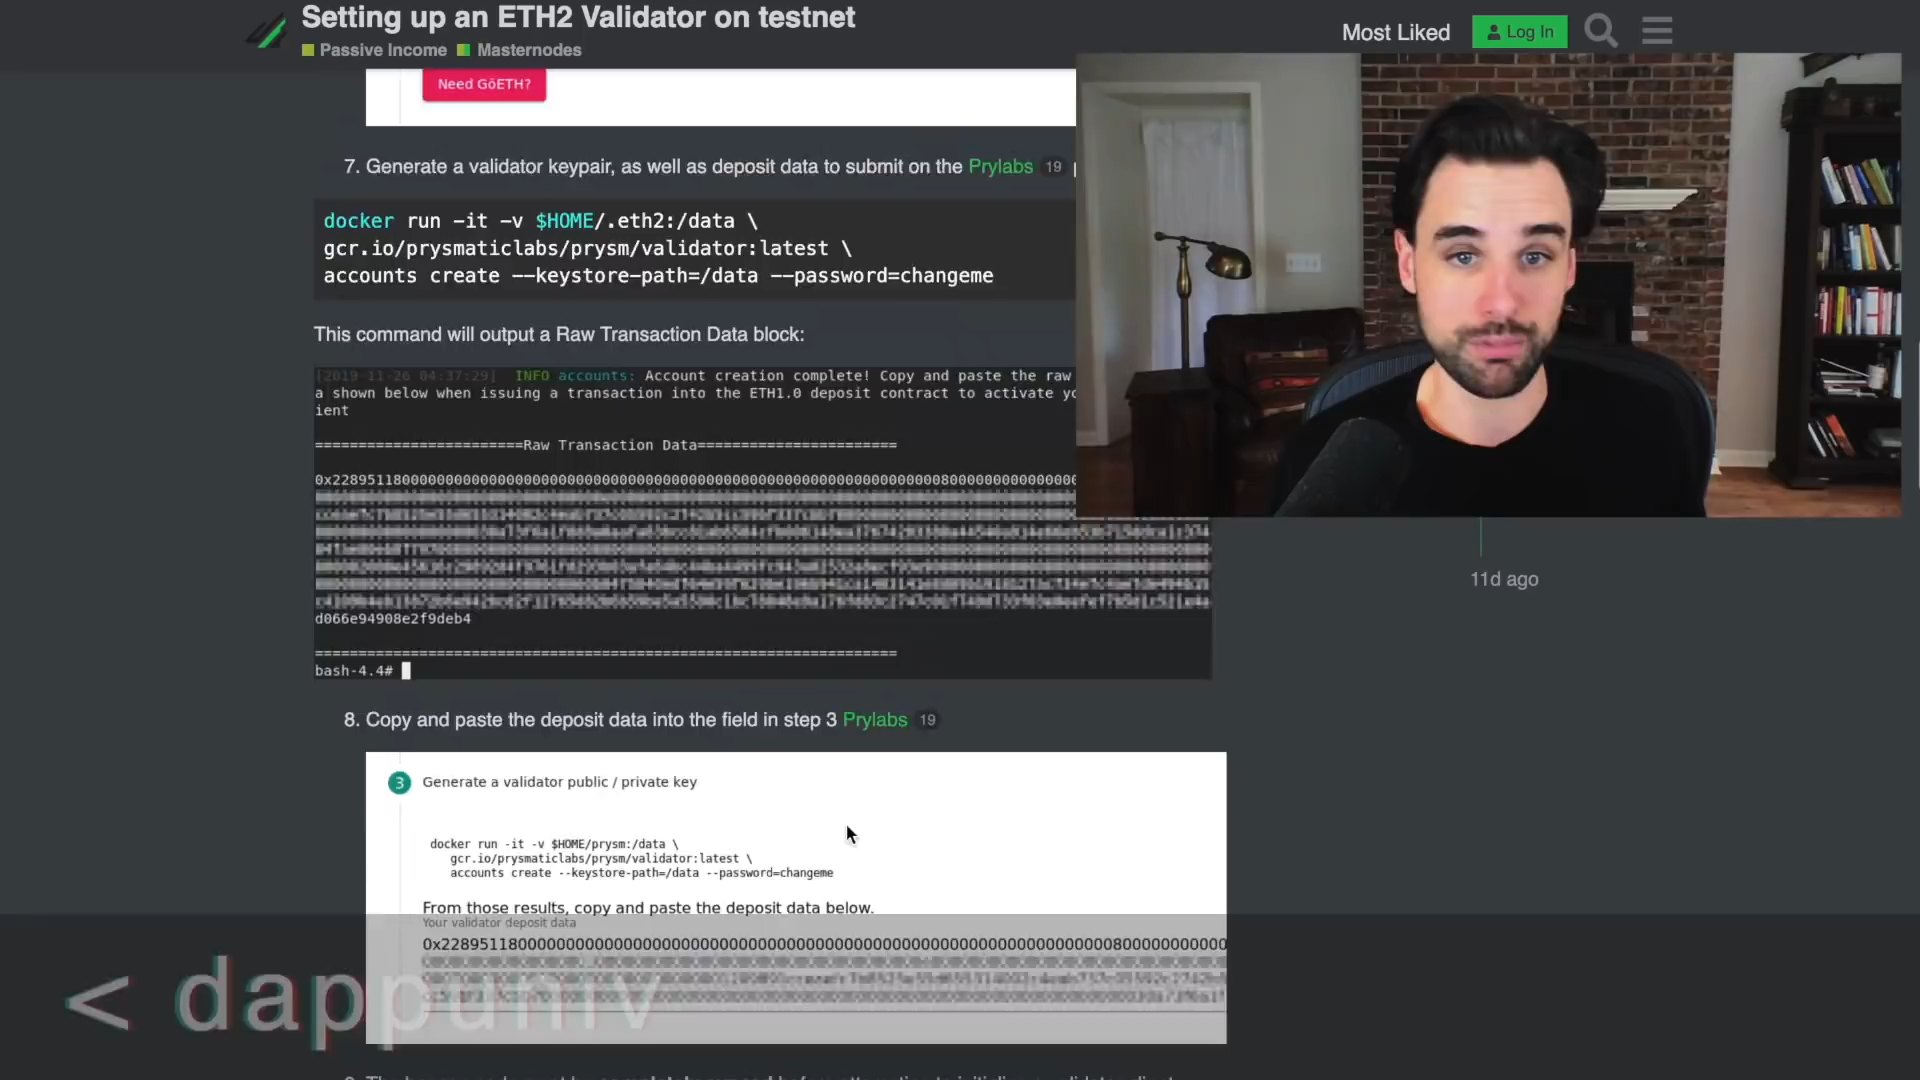 Setting up an ETH2 Validator on testnet
Passive Income Masternodes
Most Liked
Log In
Need GöETH?
7. Generate a validator keypair, as well as deposit data to submit on the Prylabs 19 p
docker run -it -v $HOME/.eth2:/data \
gcr.io/prysmaticlabs/prysm/validator:latest \
accounts create --keystore-path=/data --password=changeme
This command will output a Raw Transaction Data block:
[2019-11-26 04:37:29] INFO accounts: Account creation complete! Copy and paste the raw
a shown below when issuing a transaction into the ETH1.0 deposit contract to activate yo
ient
========================Raw Transaction Data=======================
d066e94908e2f9deb4
===================================================================
bash-4.4#
11d ago
8. Copy and paste the deposit data into the field in step 3 Prylabs 19
3 Generate a validator public / private key
docker run -it -v $HOME/prysm:/data \
gcr.io/prysmaticlabs/prysm/validator:latest \
accounts create --keystore-path=/data --password=changeme
From those results, copy and paste the deposit data below.
Your validator deposit data
< dappuniv